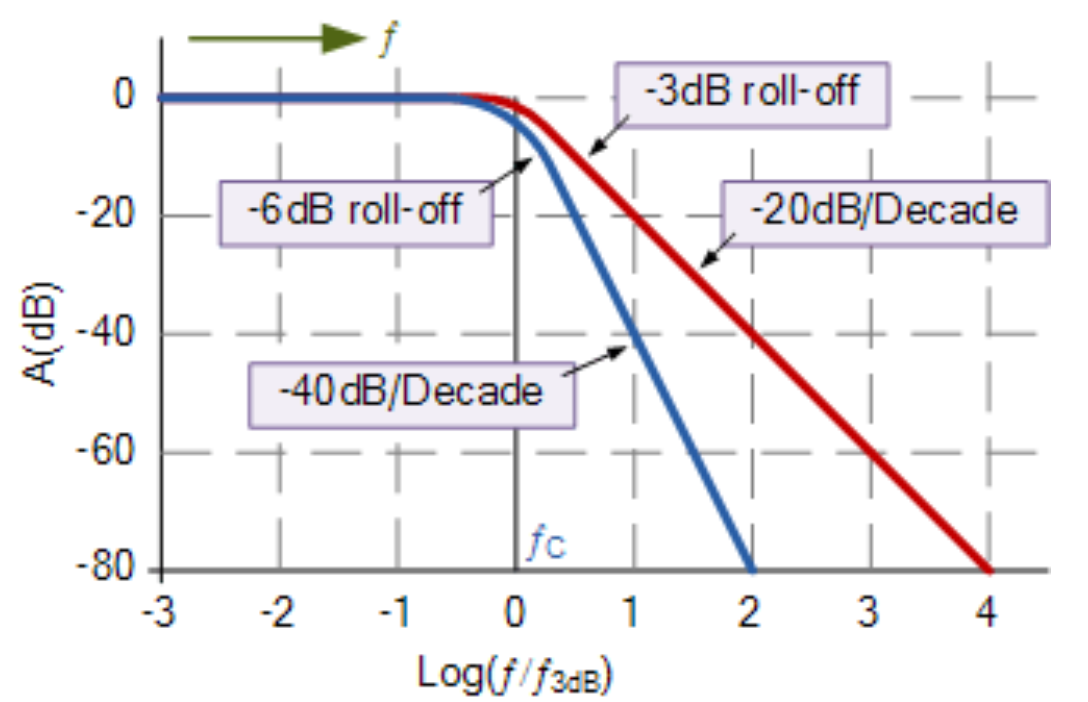 f
0
-3dB roll-off
-6dB roll-off
-20
-20dB/Decade
A(dB)
-40
-40dB/Decade
-60
fC
-80
-3 -2 -1 0 1 2 3 4
Log(f/f3dB)